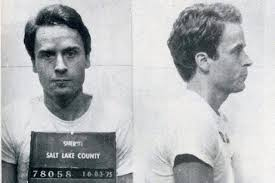 SHERIFF
SALT LAKE COUNTY
78058 10-03-75